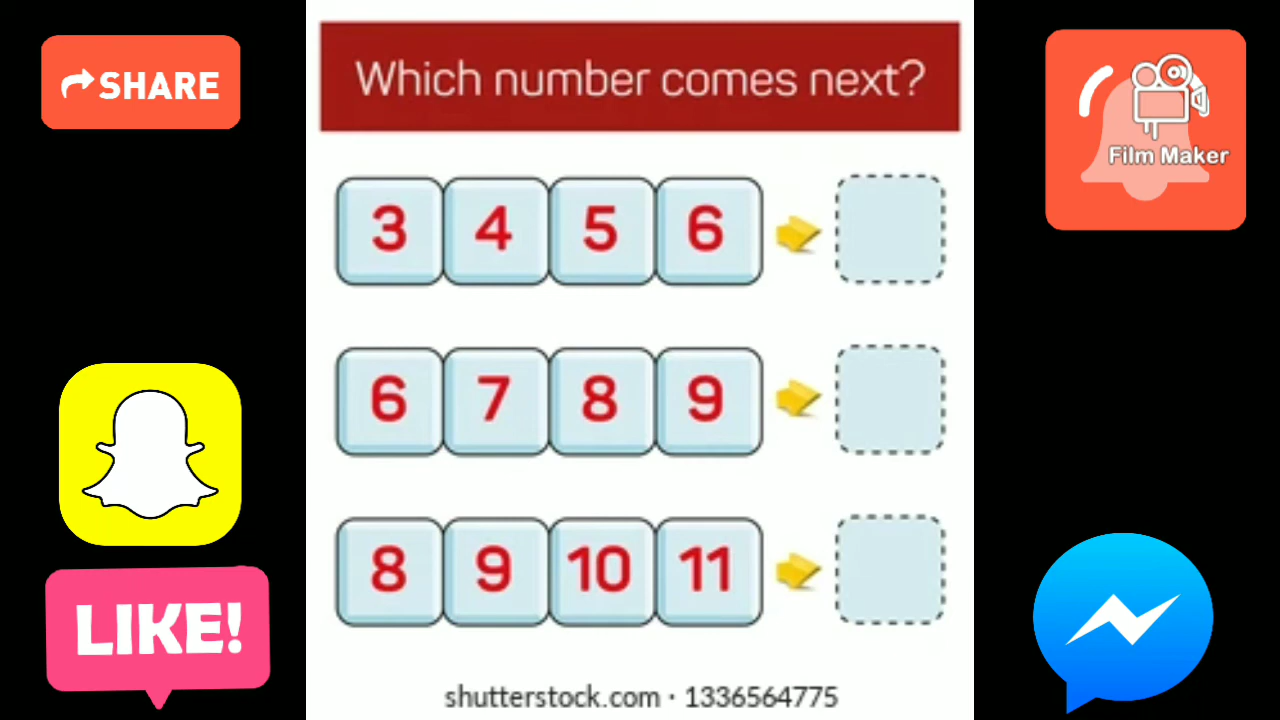 SHARE
Which number comes next?
Film Maker
3 4 5 6
6 7 8 9
8 9 10 11
LIKE!
shutterstock.com · 1336564775